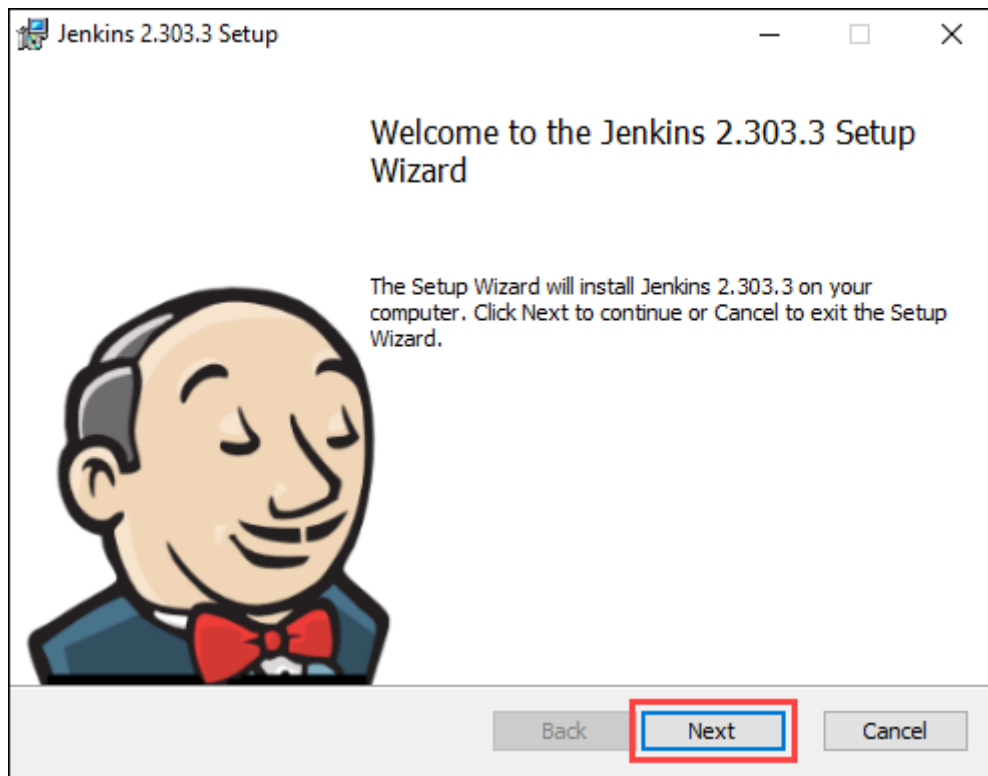 Jenkins 2.303.3 Setup
Welcome to the Jenkins 2.303.3 Setup
Wizard
The Setup Wizard will install Jenkins 2.303.3 on your
computer. Click Next to continue or Cancel to exit the Setup
Wizard.
Back Next Cancel